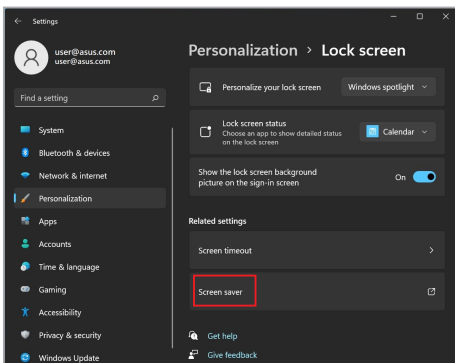 Settings
user@asus.com
user@asus.com
Find a setting
System
Bluetooth & devices
Network & internet
Personalization
Apps
Accounts
Time & language
Gaming
Accessibility
Privacy & security
Windows Update
Personalization > Lock screen
Personalize your lock screen
Windows spotlight
Lock screen status
Choose an app to show detailed status
on the lock screen
Calendar
Show the lock screen background
picture on the sign-in screen
On
Related settings
Screen timeout
Screen saver
Get help
Give feedback